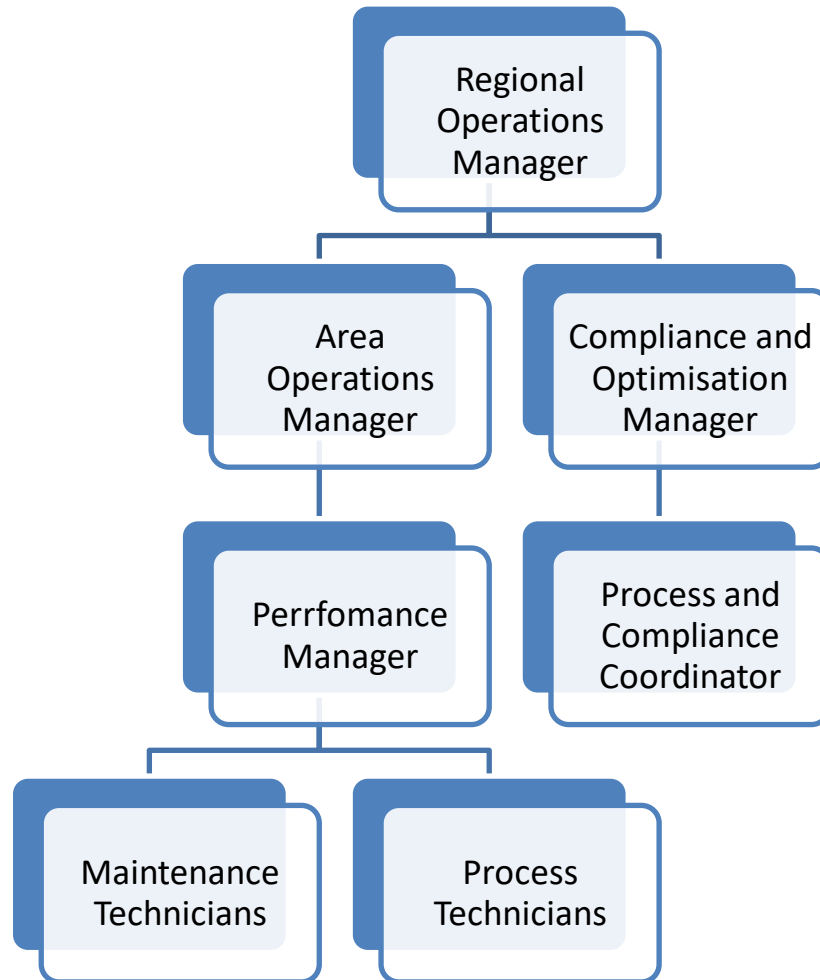 Regional
Operations
Manager
Area
Operations
Manager
Compliance and
Optimisation
Manager
Perrfomance
Manager
Process and
Compliance
Coordinator
Maintenance
Technicians
Process
Technicians